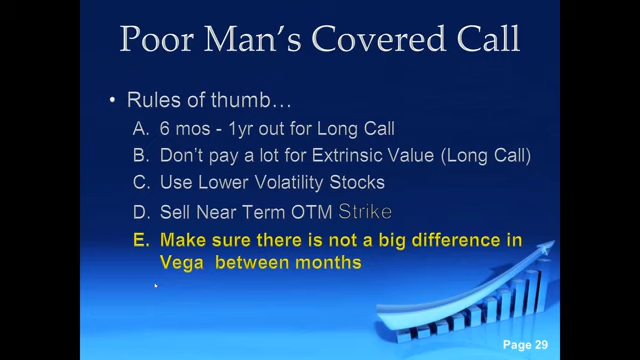 Poor Man's Covered Call
• Rules of thumb…
A. 6 mos - 1yr out for Long Call
B. Don't pay a lot for Extrinsic Value (Long Call)
C. Use Lower Volatility Stocks
D. Sell Near Term OTM Strike
E. Make sure there is not a big difference in
Vega between months
Page 29